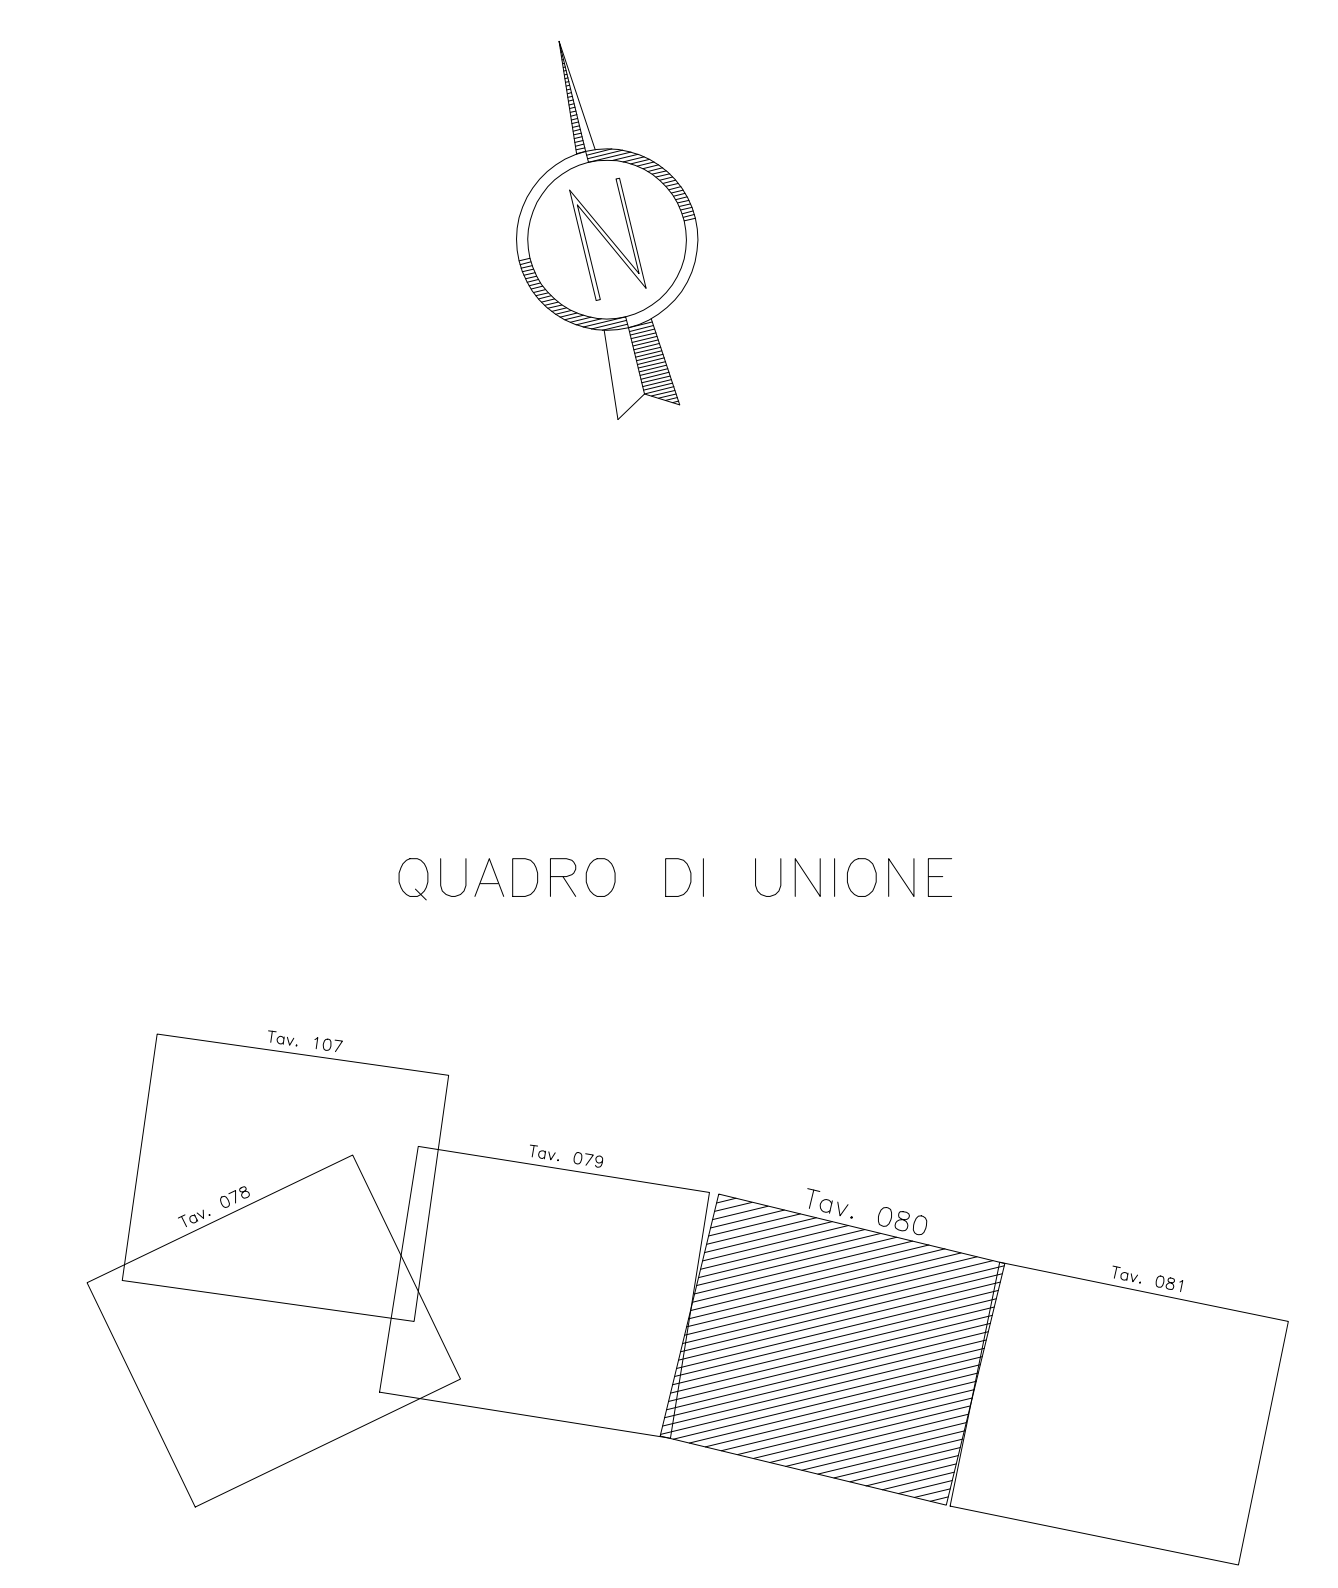 N
QUADRO DI UNIONE
Tav. 107
Tav. 079
Tav. 078
Tav. 080
Tav. 081